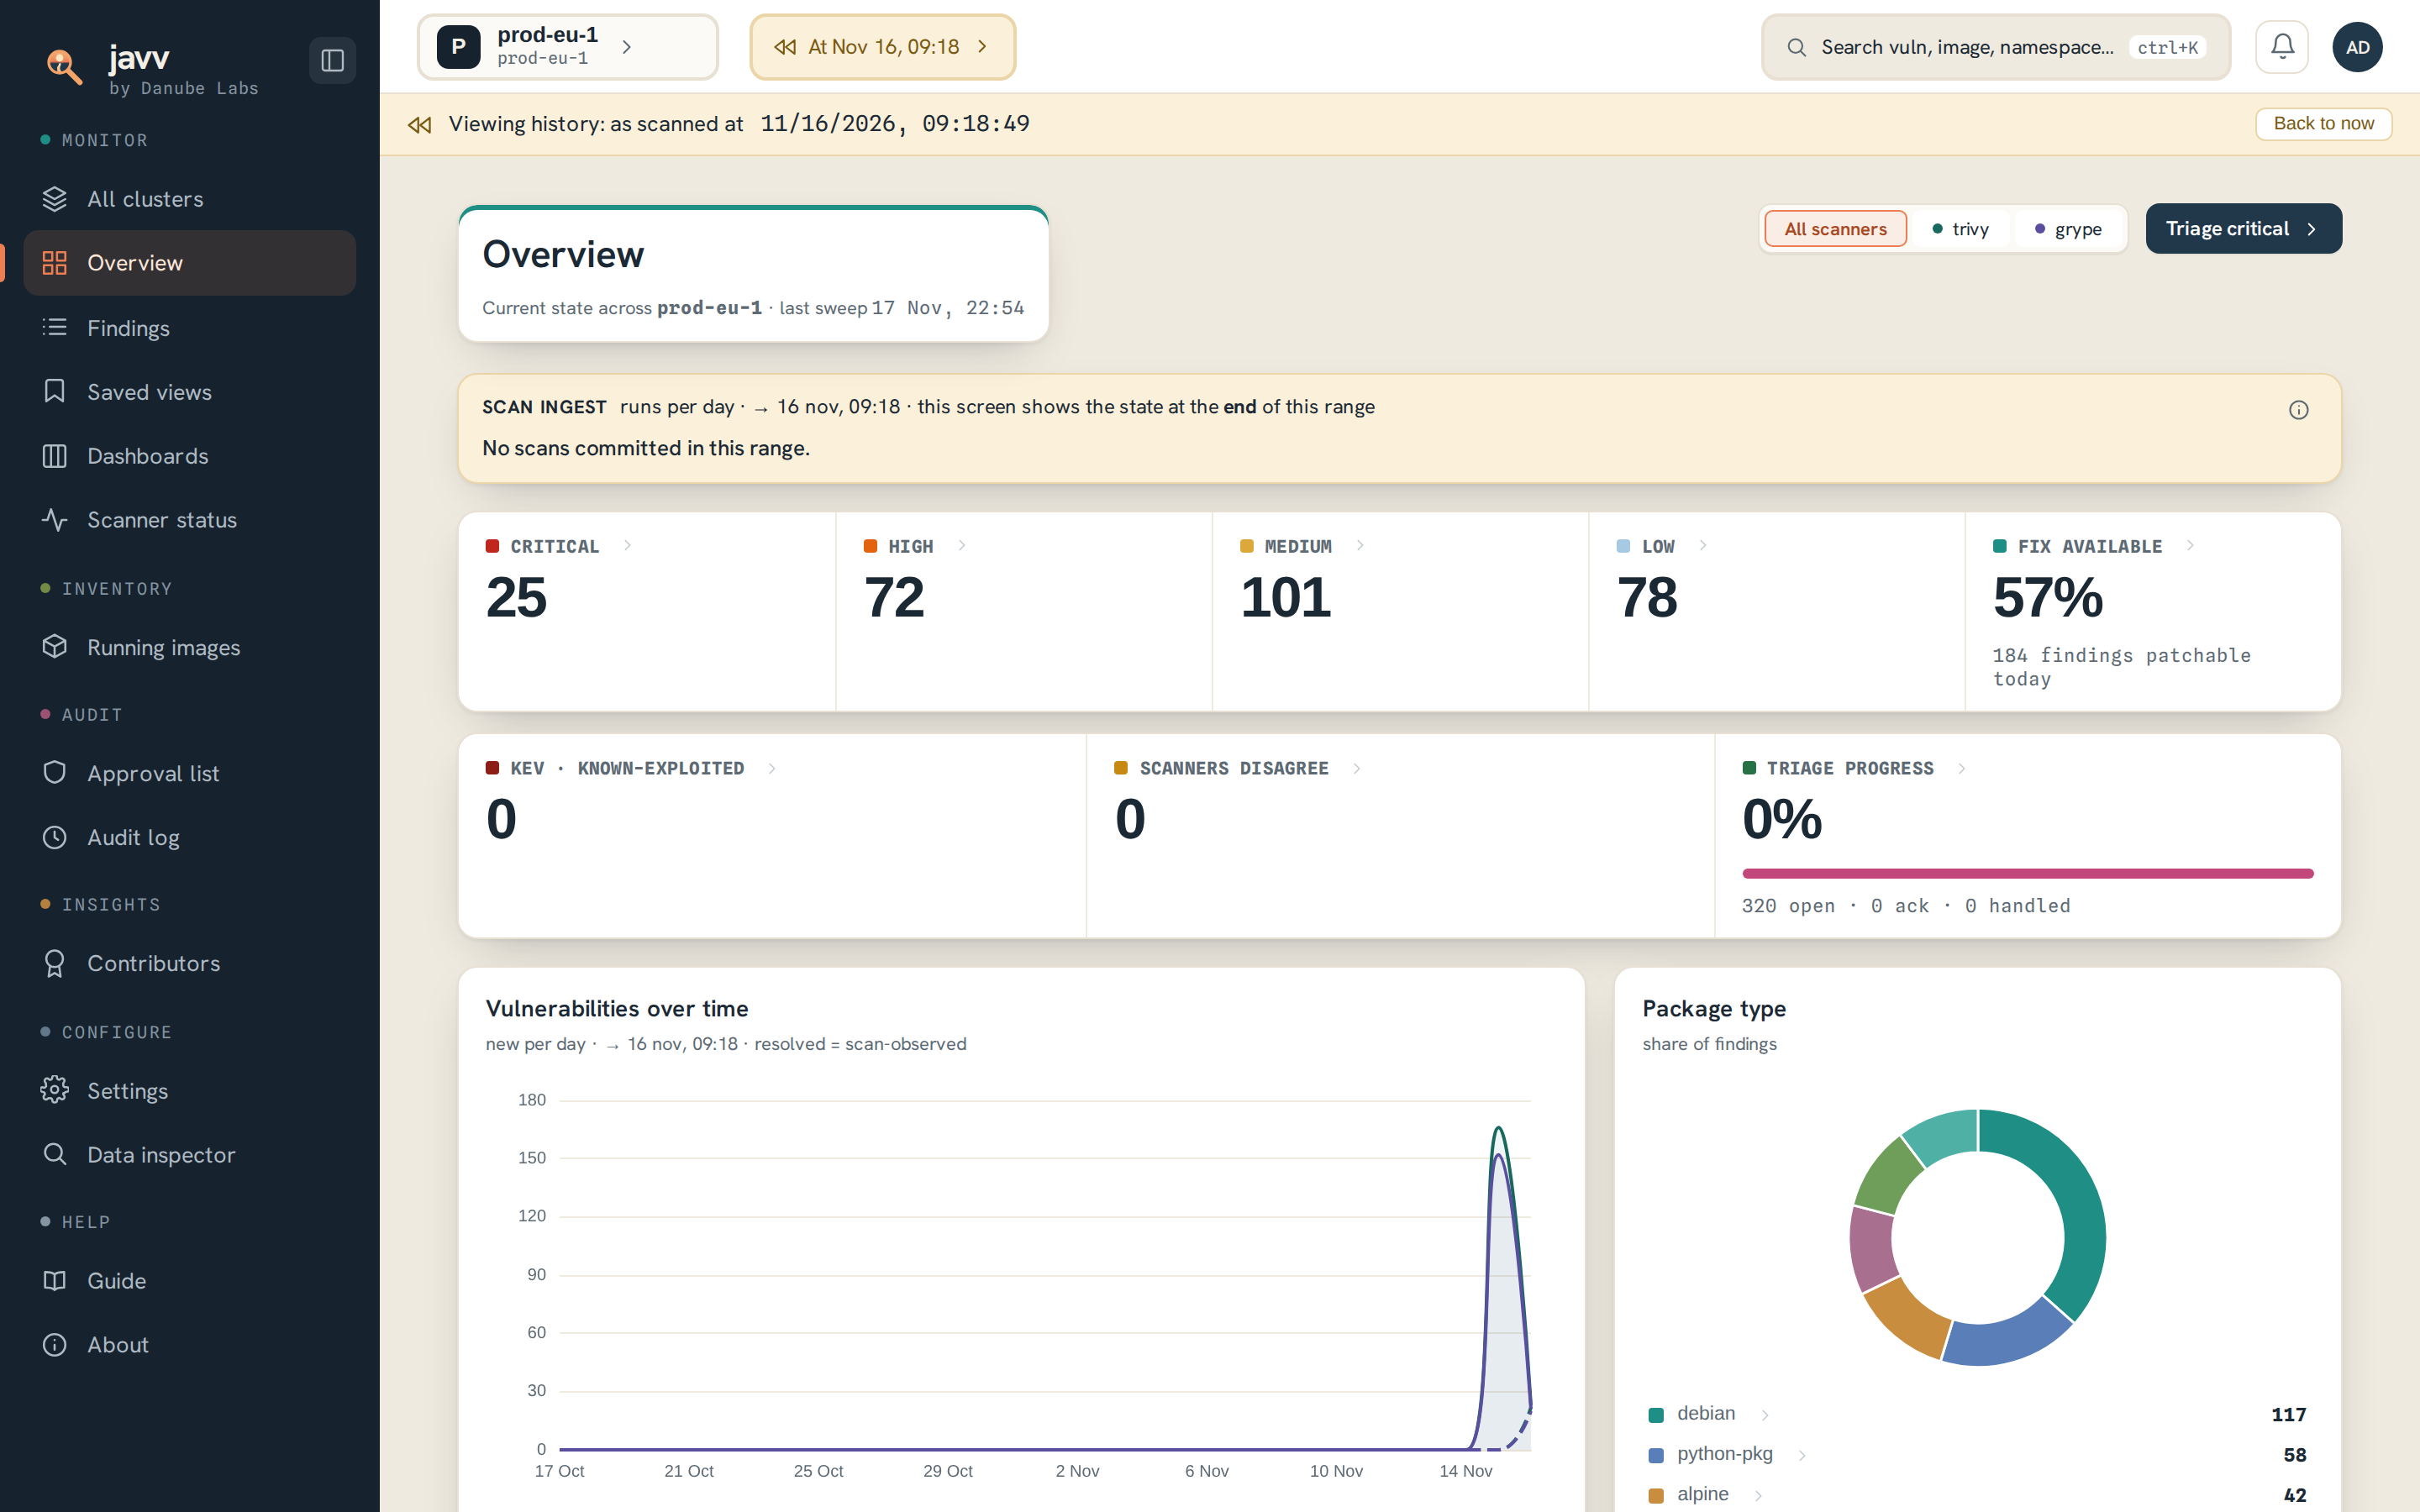 javv
by Danube Labs
MONITOR
All clusters
Overview
Findings
Saved views
Dashboards
Scanner status
INVENTORY
Running images
AUDIT
Approval list
Audit log
INSIGHTS
Contributors
CONFIGURE
Settings
Data inspector
HELP
Guide
About
P
prod-eu-1
prod-eu-1
At Nov 16, 09:18
Search vuln, image, namespace...
ctrl+K
AD
Viewing history: as scanned at 11/16/2026, 09:18:49
Back to now
Overview
Current state across prod-eu-1 · last sweep 17 Nov, 22:54
All scanners
trivy
grype
Triage critical
SCAN INGEST runs per day · → 16 nov, 09:18 · this screen shows the state at the end of this range
No scans committed in this range.
CRITICAL
25
HIGH
72
MEDIUM
101
LOW
78
FIX AVAILABLE
57%
184 findings patchable
today
KEV · KNOWN-EXPLOITED
0
SCANNERS DISAGREE
0
TRIAGE PROGRESS
0%
320 open · 0 ack · 0 handled
Vulnerabilities over time
new per day · → 16 nov, 09:18 · resolved = scan-observed
180
150
120
90
60
30
0
17 Oct
21 Oct
25 Oct
29 Oct
2 Nov
6 Nov
10 Nov
14 Nov
Package type
share of findings
debian 117
python-pkg 58
alpine 42